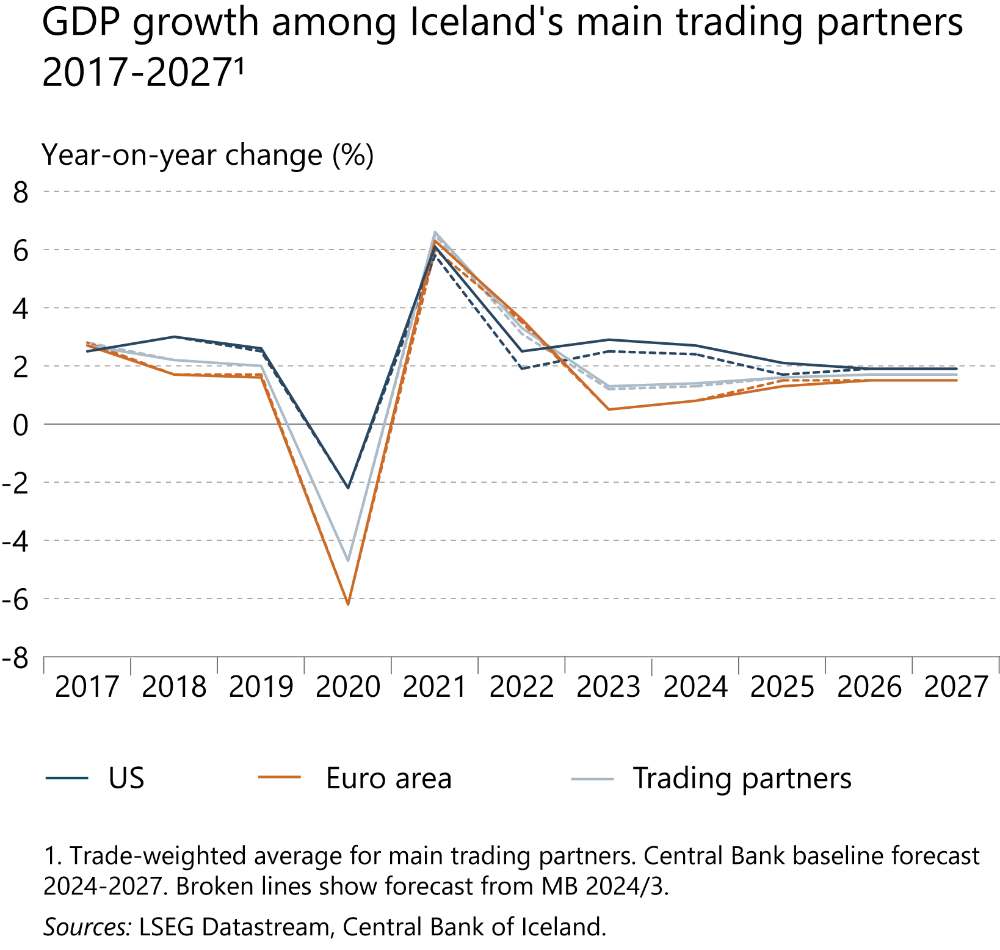 GDP growth among Iceland's main trading partners
2017-2027¹
Year-on-year change (%)
8
6
4
2
0
-2
-4
-6
-8
2017 2018 2019 2020 2021 2022 2023 2024 2025 2026 2027
US Euro area Trading partners
1. Trade-weighted average for main trading partners. Central Bank baseline forecast
2024-2027. Broken lines show forecast from MB 2024/3.
Sources: LSEG Datastream, Central Bank of Iceland.